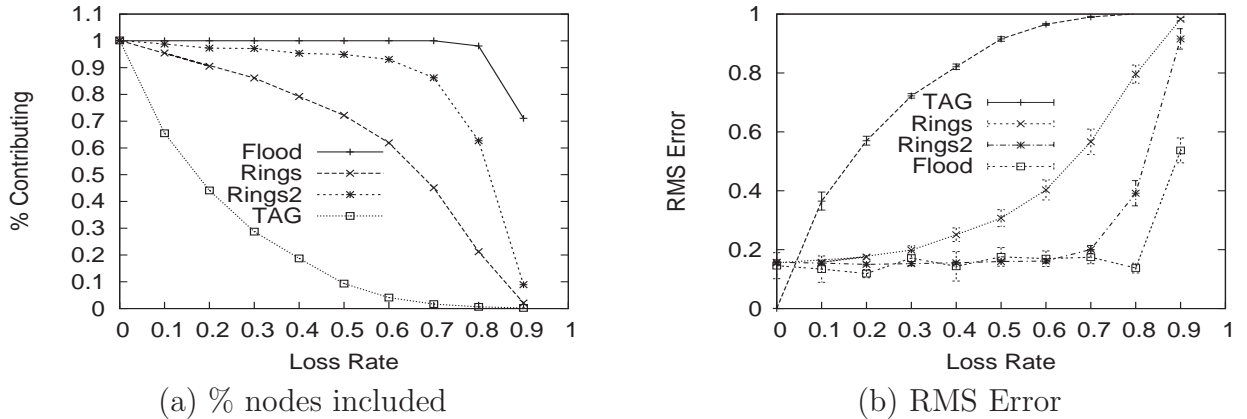 1.1
1
0.9
0.8
0.7
0.6
0.5
0.4
0.3
0.2
0.1
0
% Contributing
Flood
Rings
Rings2
TAG
0 0.1 0.2 0.3 0.4 0.5 0.6 0.7 0.8 0.9 1
Loss Rate
(a) % nodes included
1
0.8
0.6
0.4
0.2
0
RMS Error
TAG
Rings
Rings2
Flood
0 0.1 0.2 0.3 0.4 0.5 0.6 0.7 0.8 0.9 1
Loss Rate
(b) RMS Error